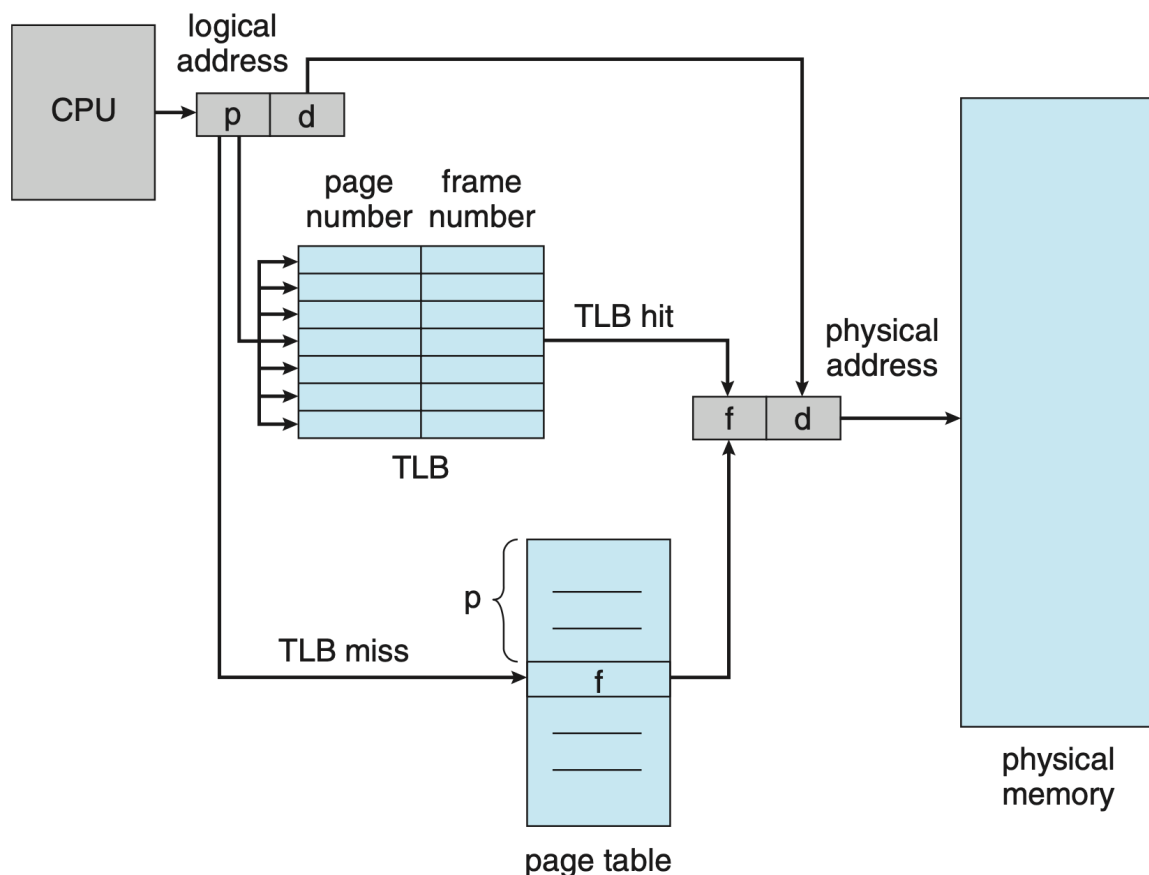 logical
address
CPU
p
d
page
number
frame
number
TLB hit
physical
address
f
d
TLB
p
TLB miss
f
physical
memory
page table